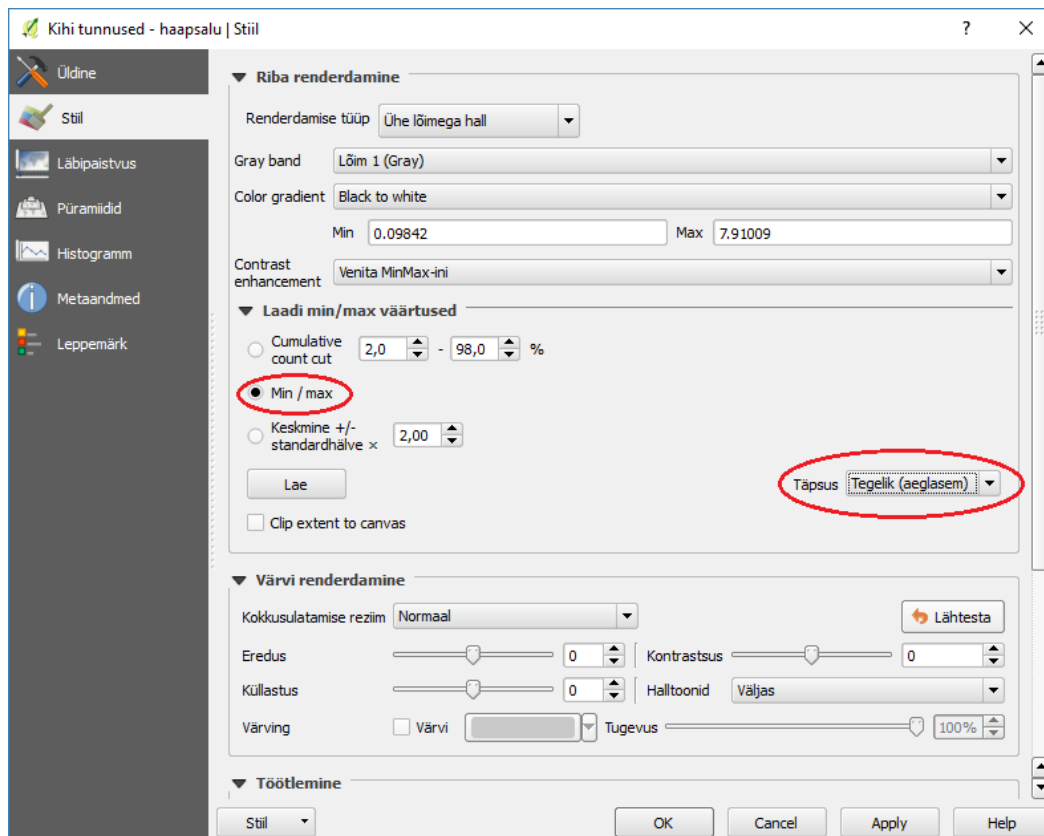 Kihi tunnused - haapsalu | Stiil
?
Üldine
Stiil
Läbipaistvus
Püramiidid
Histogramm
Metaandmed
Leppemärk
Riba renderdamine
Renderdamise tüüp Ühe lõimega hall
Gray band Lõim 1 (Gray)
Color gradient Black to white
Min 0.09842 Max 7.91009
Contrast
enhancement Venita MinMax-ini
Laadi min/max väärtused
Cumulative
count cut 2,0 - 98,0 %
Min / max
Keskmine +/-
standardhälve × 2,00
Lae Täpsus Tegelik (aeglasem)
Clip extent to canvas
Värvi renderdamine
Kokkusulatamise reziim Normaal Lähtesta
Eredus 0 Kontrastsus 0
Küllastus 0 Halltoonid Väljas
Värving Värvi Tugevus 100%
Töötlemine
Stiil OK Cancel Apply Help